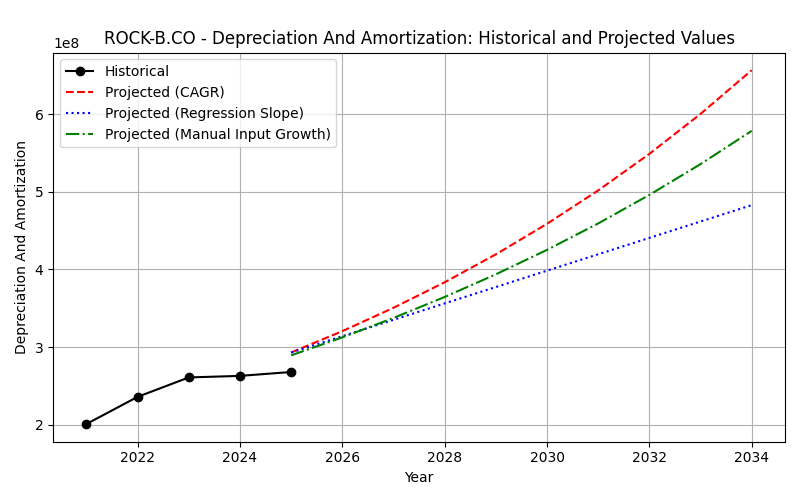 ROCK-B.CO - Depreciation And Amortization: Historical and Projected Values
1e8
Historical
Projected (CAGR)
Projected (Regression Slope)
Projected (Manual Input Growth)
Depreciation And Amortization
6
5
4
3
2
2022 2024 2026 2028 2030 2032 2034
Year